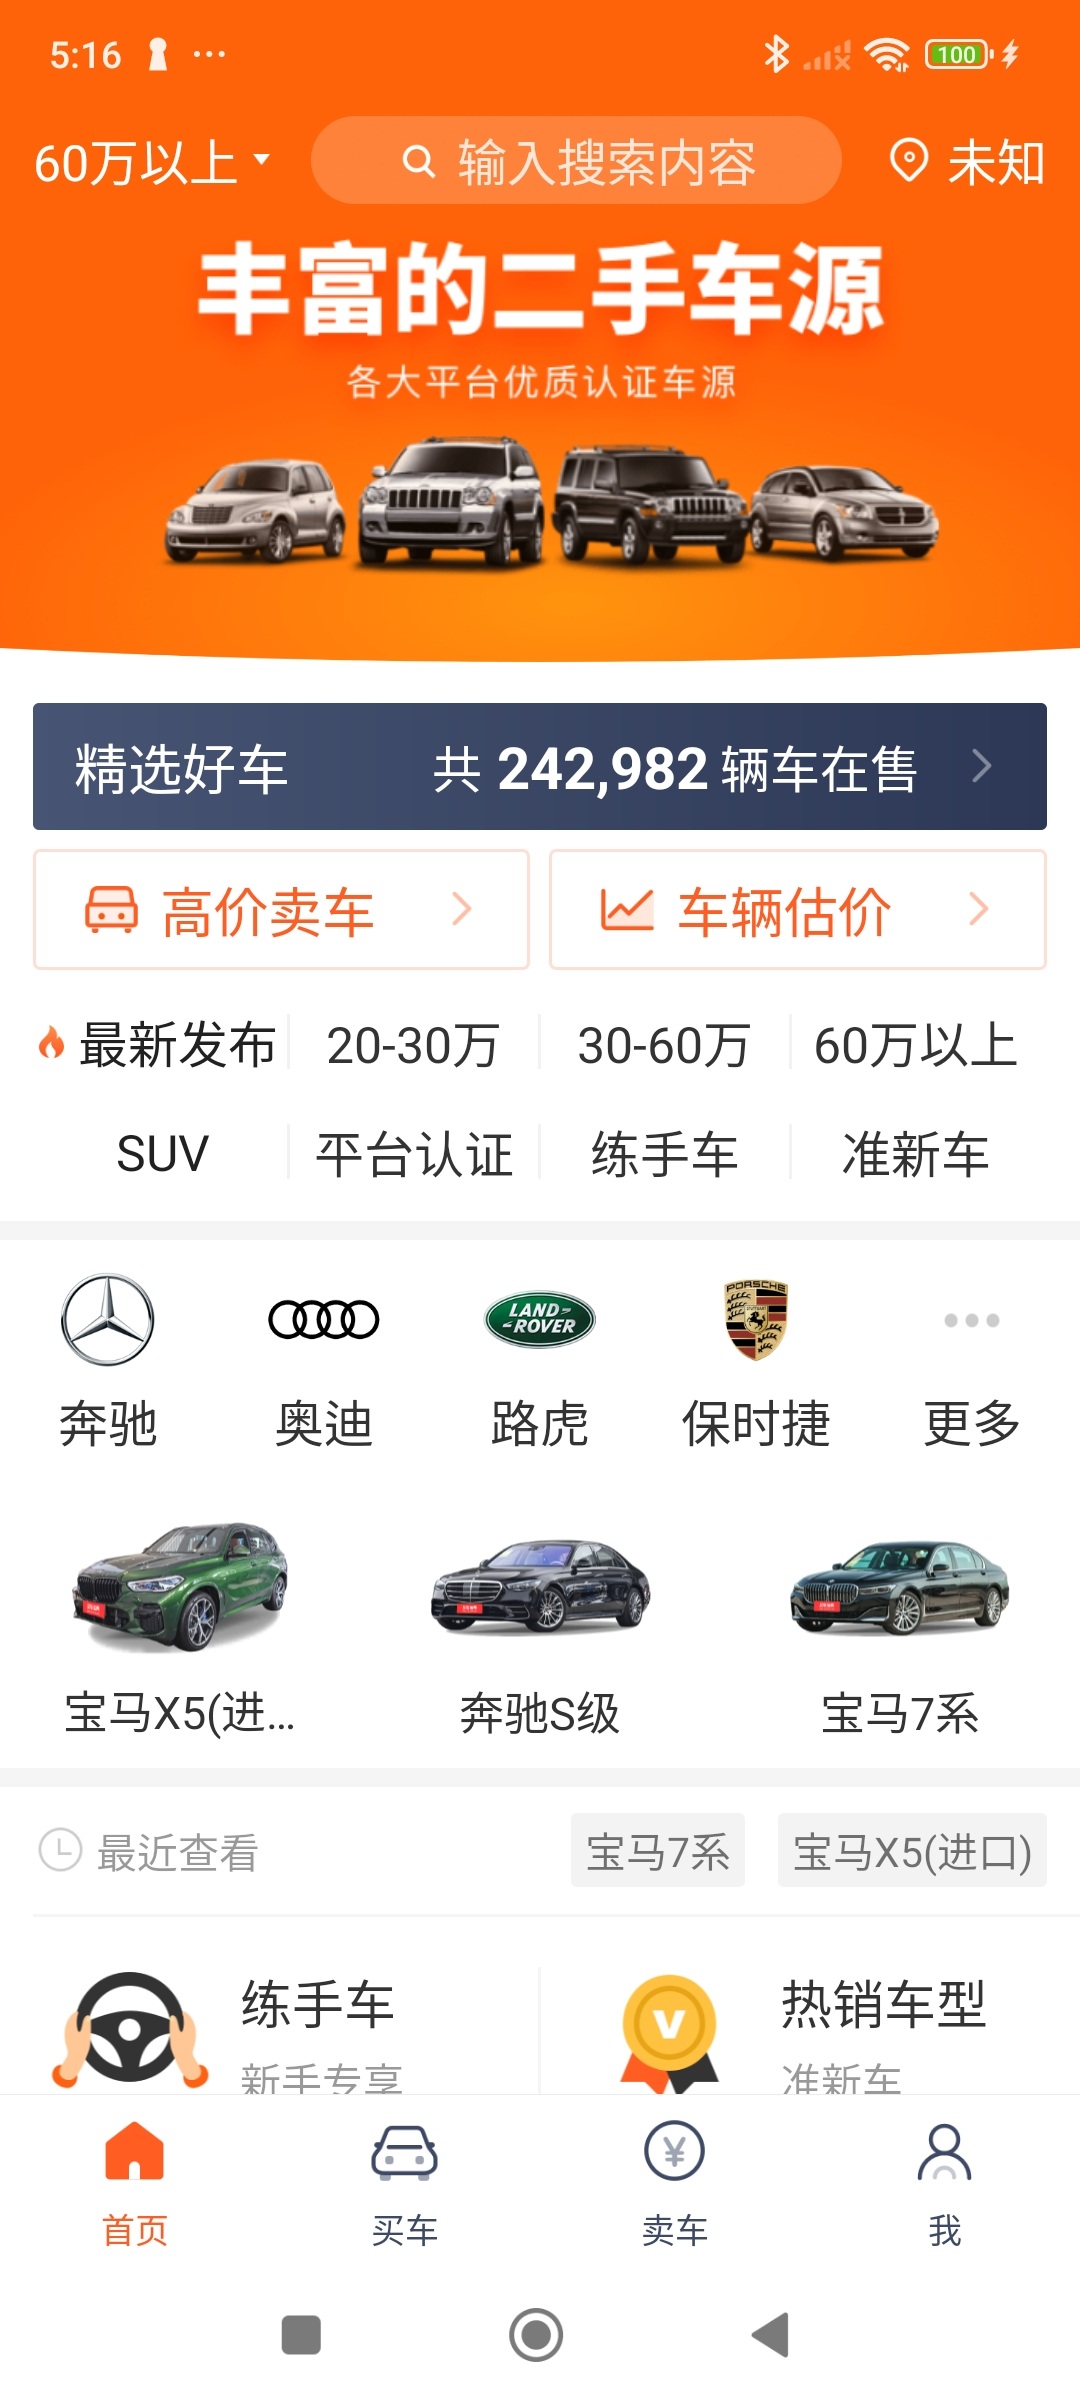 5:16
100
60万以上
输入搜索内容
未知
丰富的二手车源
各大平台优质认证车源
精选好车 共 242,982 辆车在售
高价卖车 车辆估价
最新发布 20-30万 30-60万 60万以上
SUV 平台认证 练手车 准新车
LAND ROVER
PORSCHE
奔驰 奥迪 路虎 保时捷 更多
宝马X5(进... 奔驰S级 宝马7系
最近查看 宝马7系 宝马X5(进口)
练手车 热销车型
新手专享 准新车
首页 买车 卖车 我